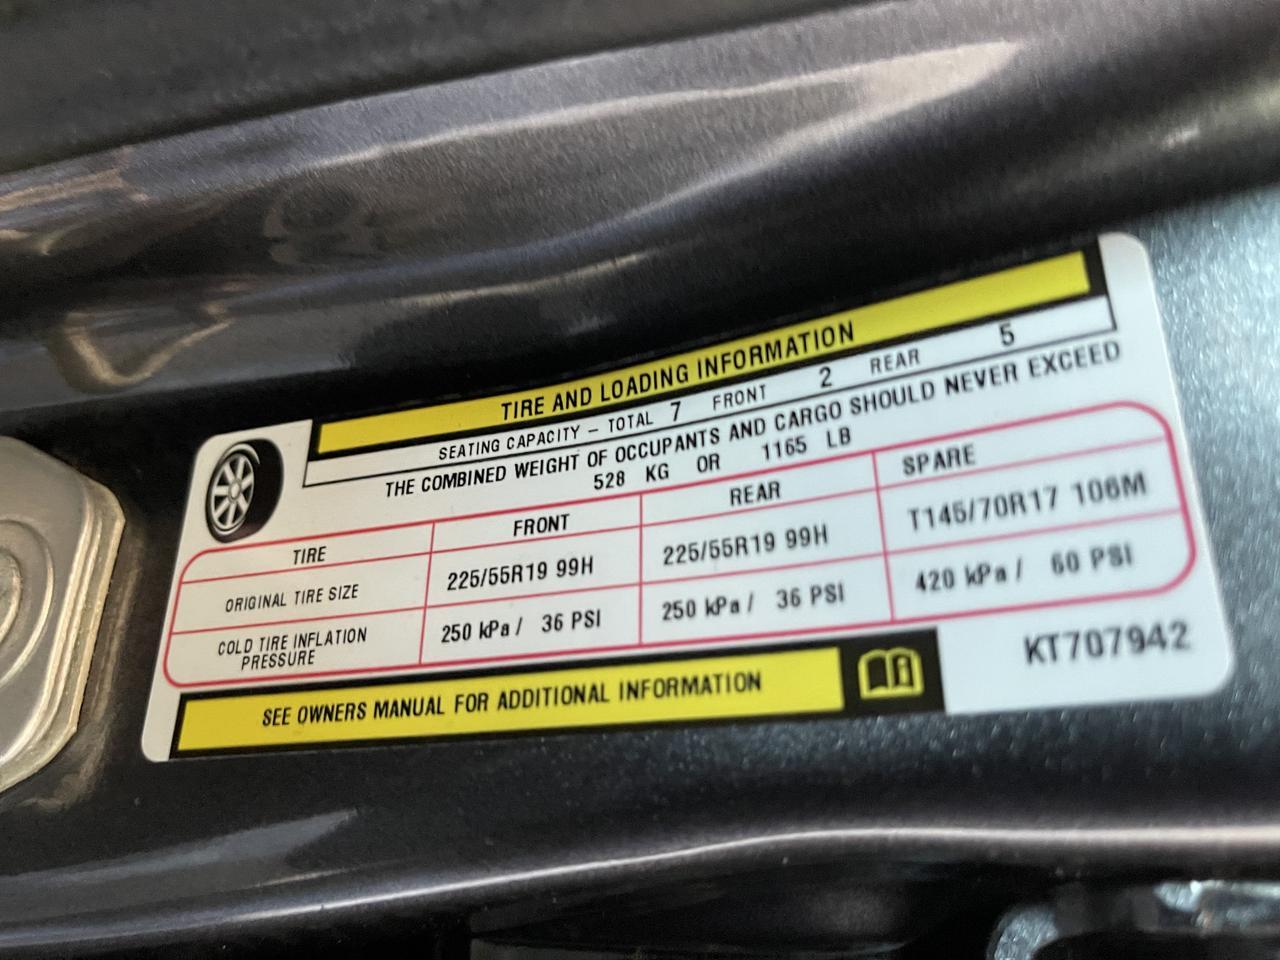 TIRE AND LOADING INFORMATION
SEATING CAPACITY – TOTAL 7 FRONT 2 REAR 5
THE COMBINED WEIGHT OF OCCUPANTS AND CARGO SHOULD NEVER EXCEED
528 KG OR 1165 LB
TIRE FRONT REAR SPARE
ORIGINAL TIRE SIZE 225/55R19 99H 225/55R19 99H T145/70R17 106M
COLD TIRE INFLATION PRESSURE 250 kPa / 36 PSI 250 kPa / 36 PSI 420 kPa / 60 PSI
SEE OWNERS MANUAL FOR ADDITIONAL INFORMATION
KT707942